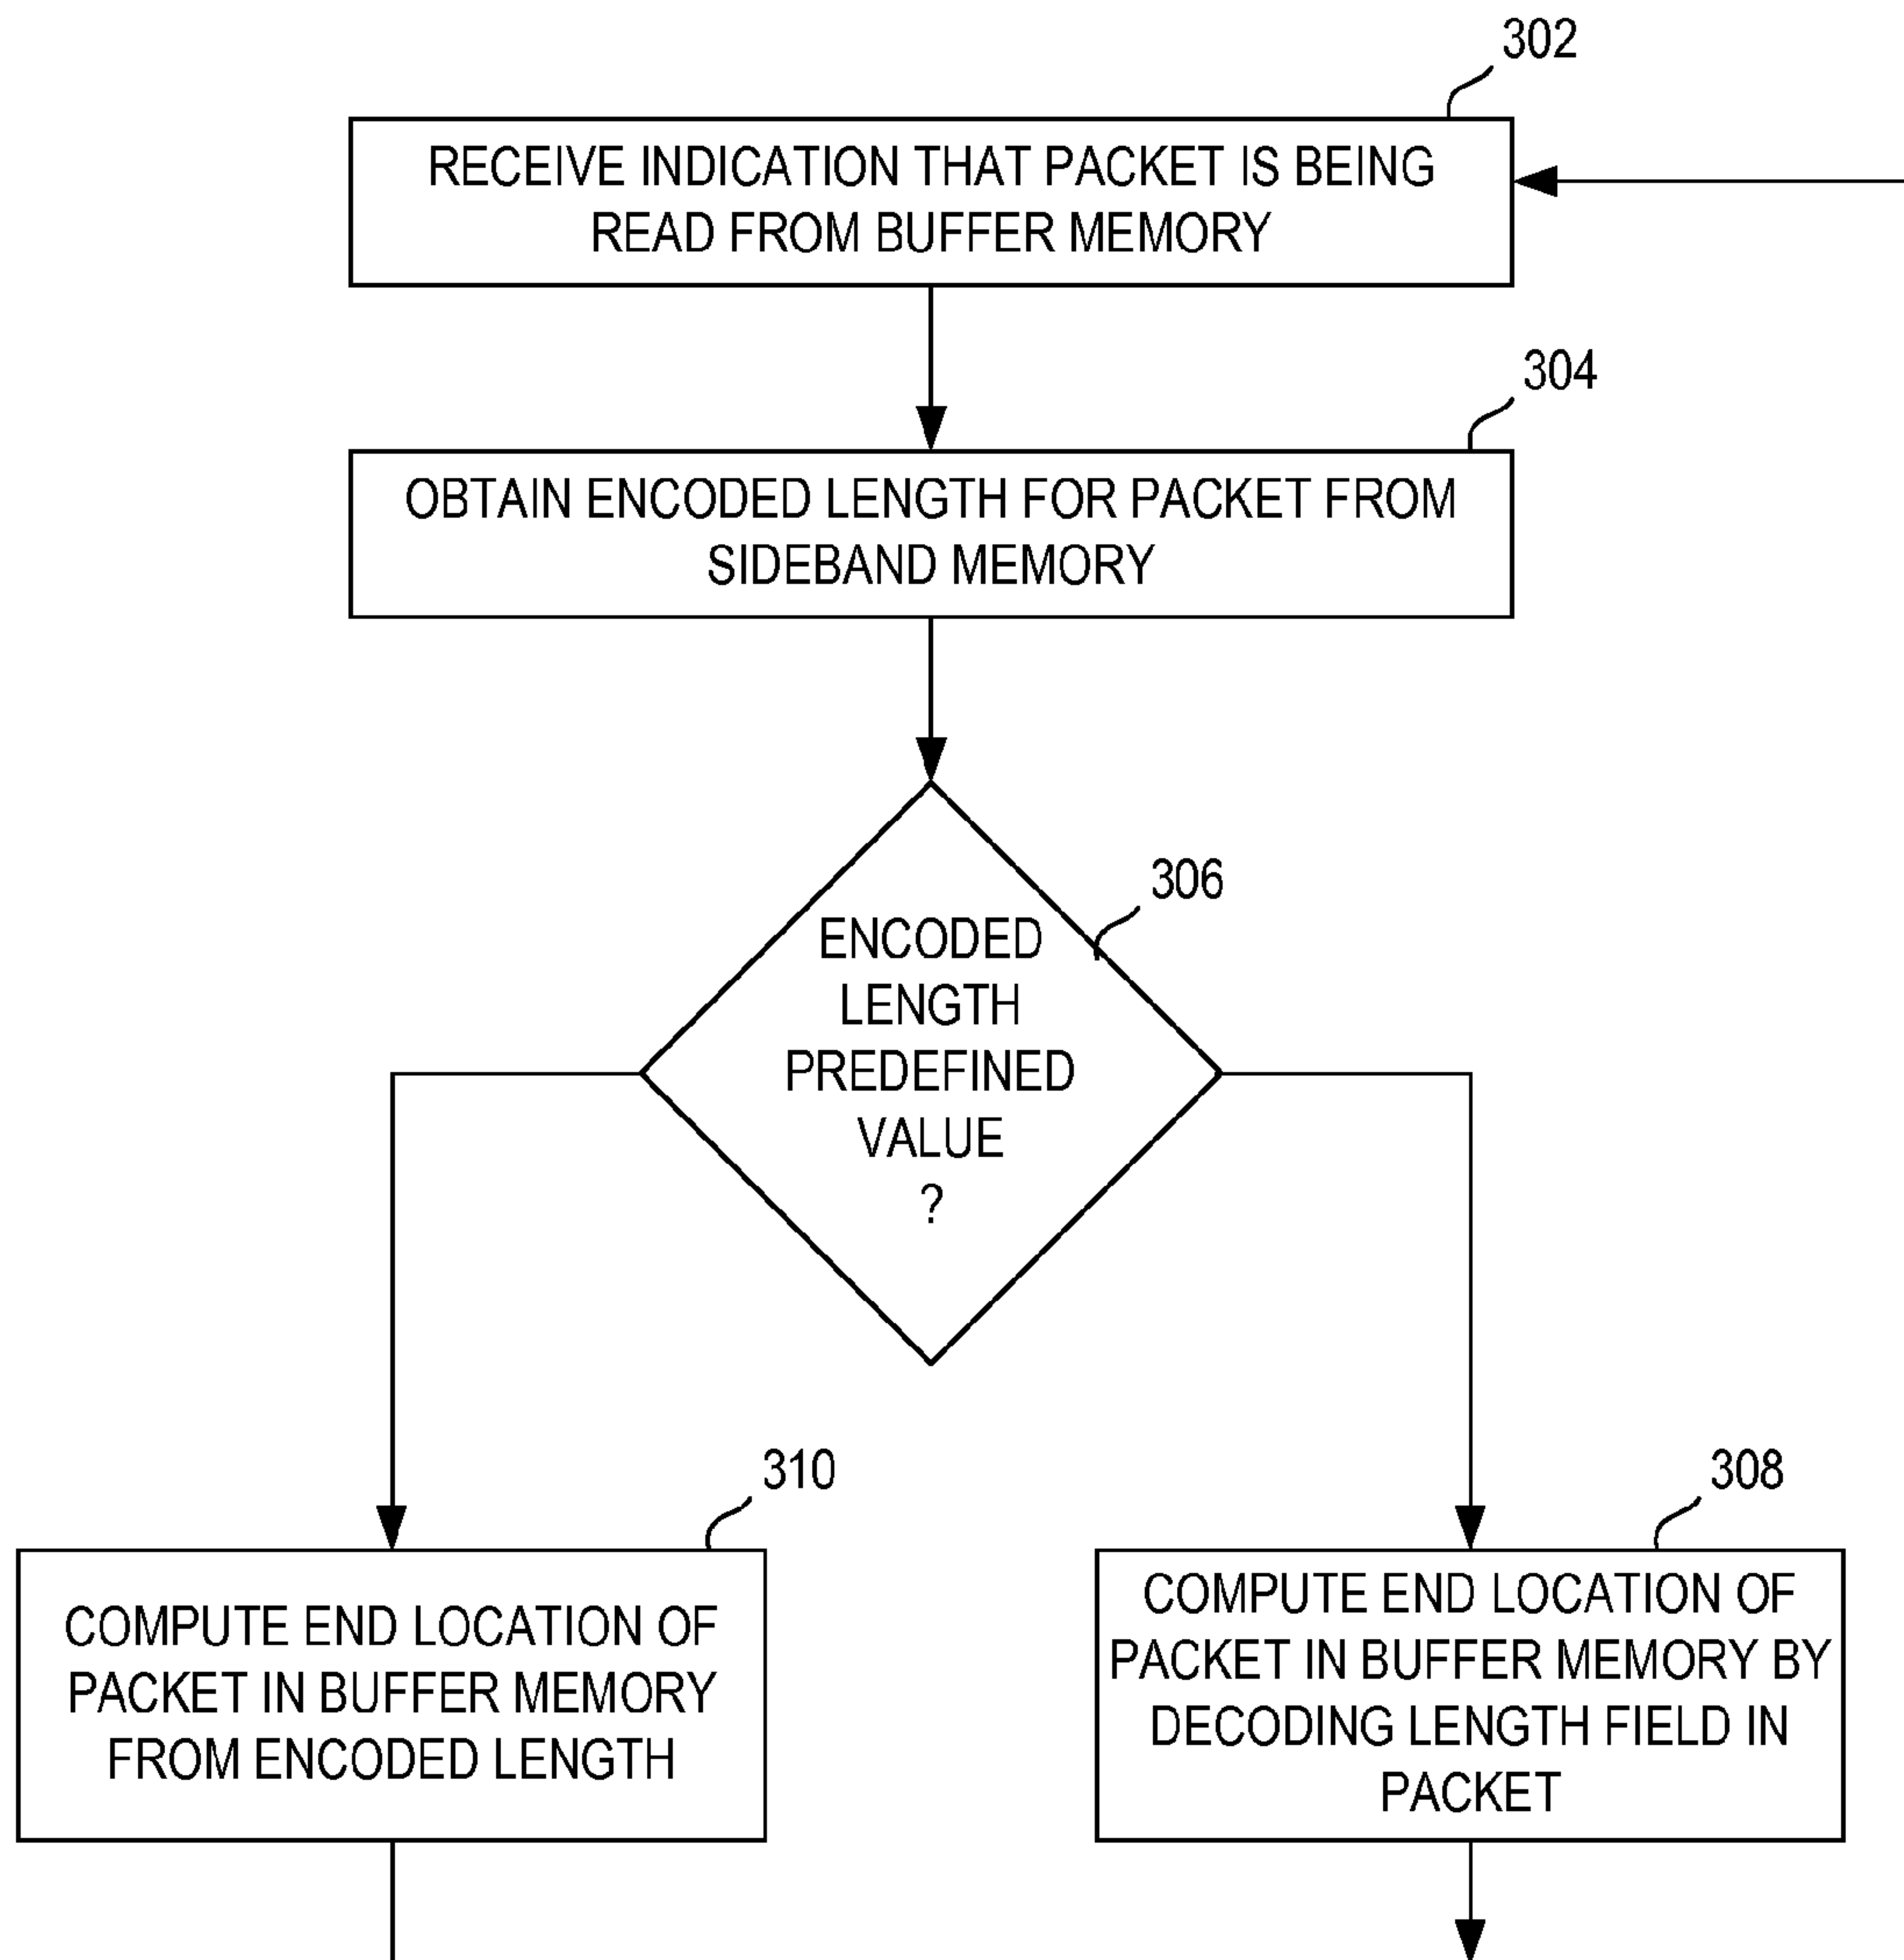 302
RECEIVE INDICATION THAT PACKET IS BEING
READ FROM BUFFER MEMORY
304
OBTAIN ENCODED LENGTH FOR PACKET FROM
SIDEBAND MEMORY
306
ENCODED
LENGTH
PREDEFINED
VALUE
?
310
COMPUTE END LOCATION OF
PACKET IN BUFFER MEMORY
FROM ENCODED LENGTH
308
COMPUTE END LOCATION OF
PACKET IN BUFFER MEMORY BY
DECODING LENGTH FIELD IN
PACKET